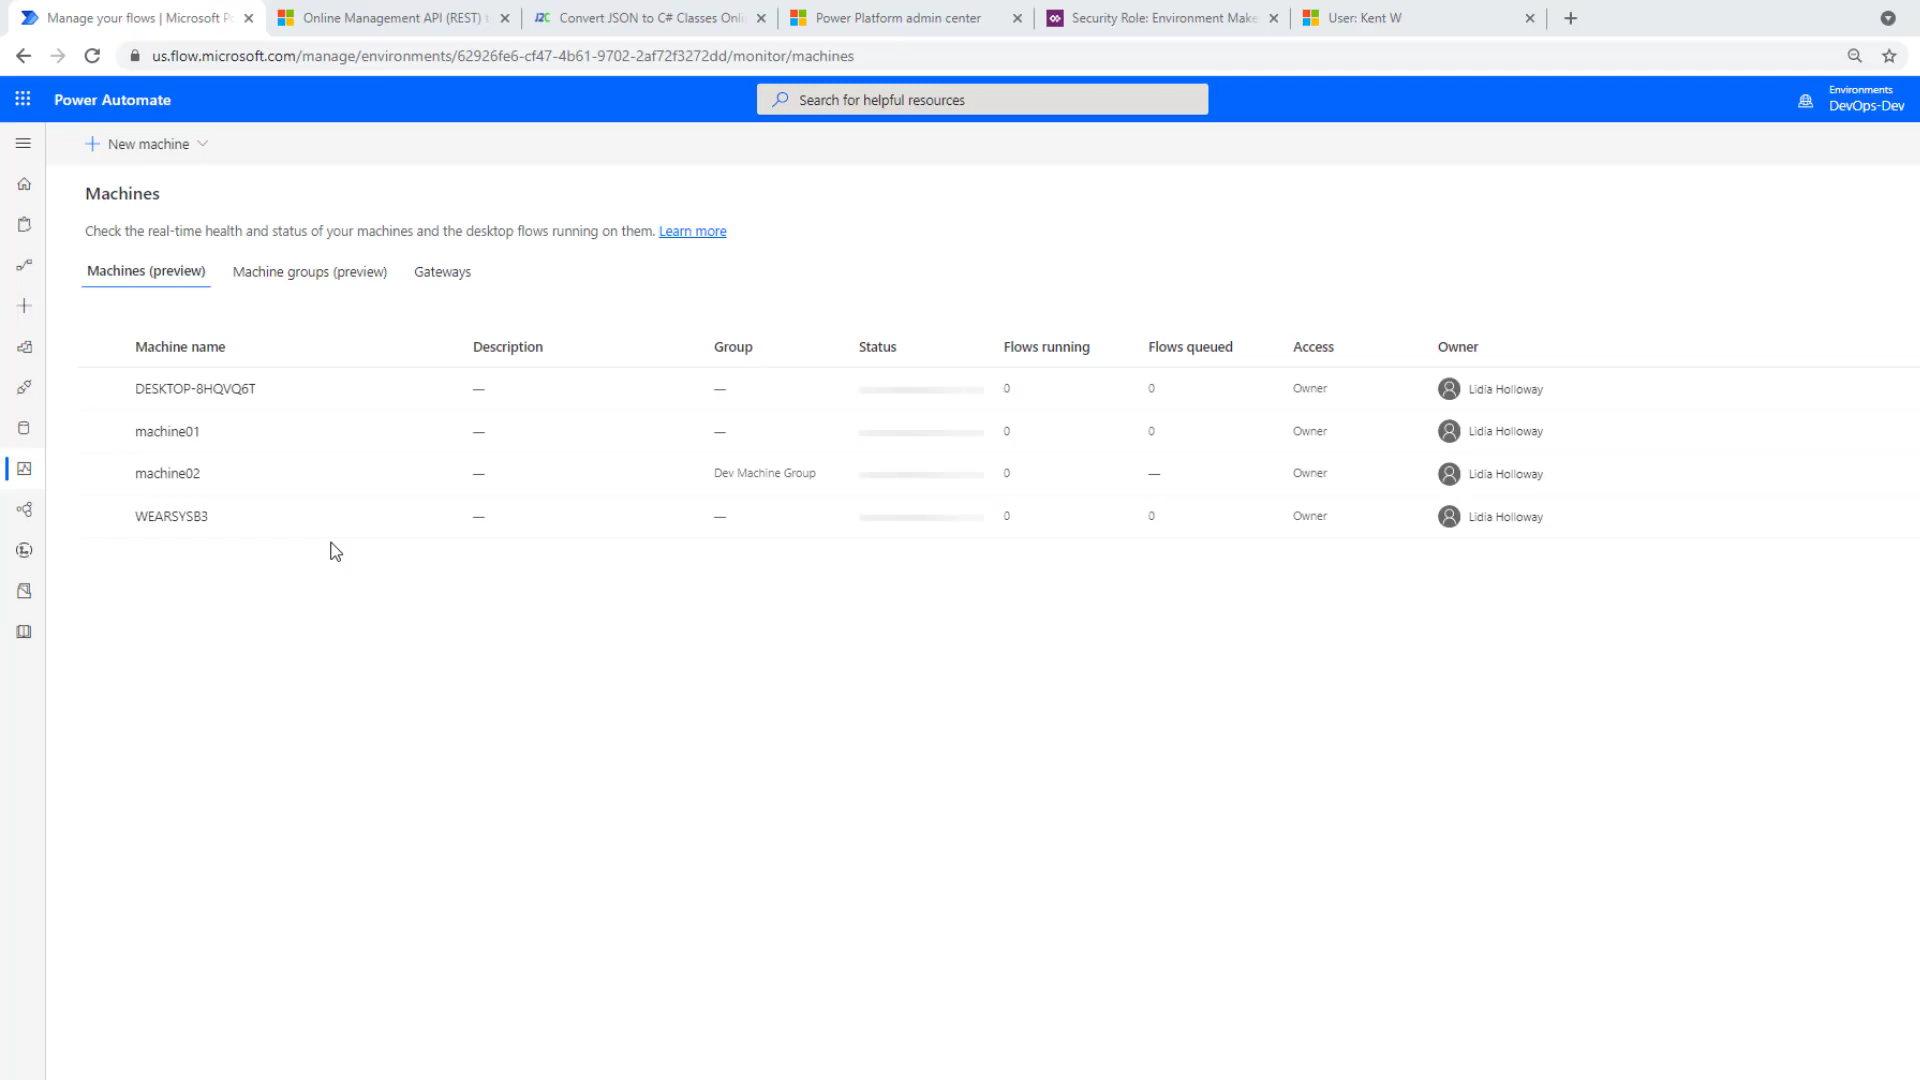 Manage your flows | Microsoft P
Online Management API (REST)
J2C Convert JSON to C# Classes Onli
Power Platform admin center
Security Role: Environment Make
User: Kent W
us.flow.microsoft.com/manage/environments/62926fe6-cf47-4b61-9702-2af72f3272dd/monitor/machines
Power Automate
Search for helpful resources
Environments
DevOps-Dev
New machine
Machines
Check the real-time health and status of your machines and the desktop flows running on them. Learn more
Machines (preview) Machine groups (preview) Gateways
Machine name Description Group Status Flows running Flows queued Access Owner
DESKTOP-8HQVQ6T — — 0 0 Owner Lidia Holloway
machine01 — — 0 0 Owner Lidia Holloway
machine02 — Dev Machine Group 0 — Owner Lidia Holloway
WEARSYSB3 — — 0 0 Owner Lidia Holloway